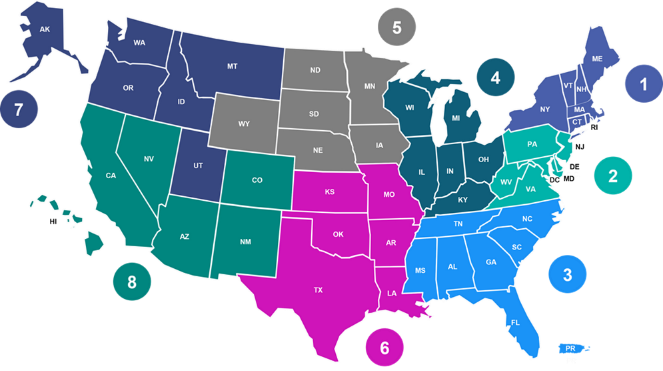 AK
5
WA
ME
MT
ND
VT
OR
MN
4
NH
1
7
ID
NY
MA
WI
SD
MI
CT
RI
WY
PA
NJ
NE
IA
OH
NV
UT
IL
IN
DE
CA
CO
WV
DC
MD
2
VA
KS
MO
KY
HI
NC
TN
OK
AZ
NM
AR
SC
MS
AL
GA
3
8
TX
LA
FL
6
PR